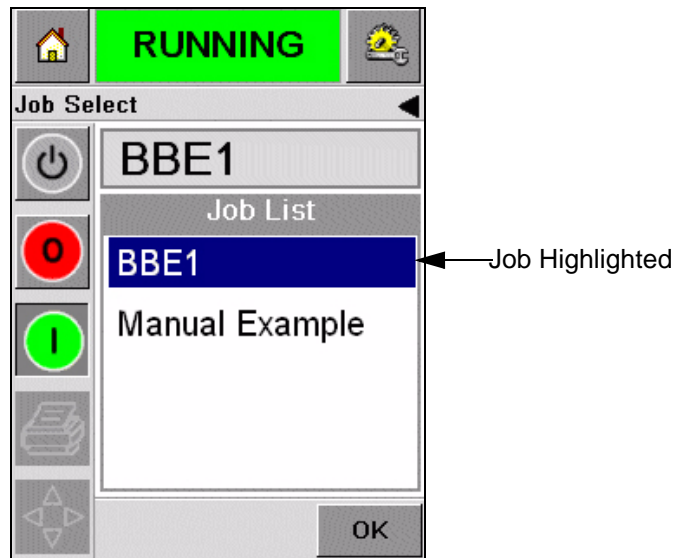 RUNNING
Job Select
BBE1
Job List
O
BBE1
Job Highlighted
I
Manual Example
OK